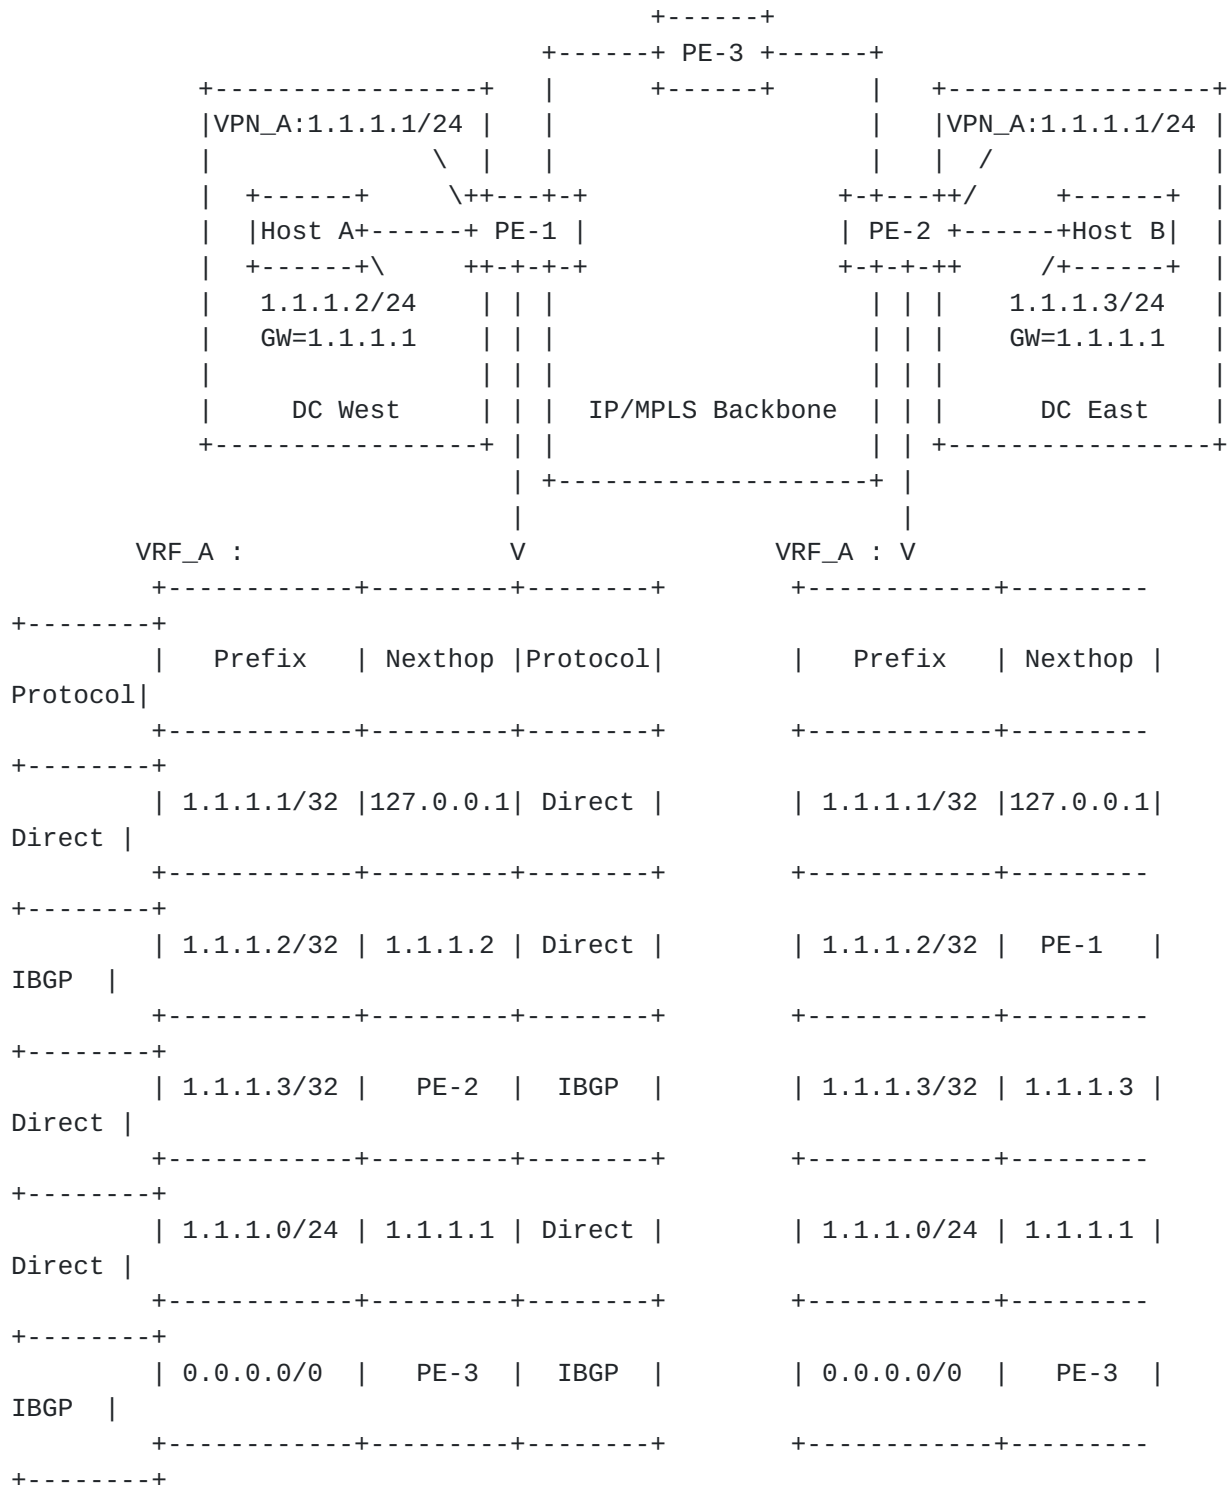 +------+
                                  +------+ PE-3 +------+
            +-----------------+   |      +------+      |   +-----------------+
            |VPN_A:1.1.1.1/24 |   |                    |   |VPN_A:1.1.1.1/24 |
            |              \  |   |                    |   |  /              |
            |  +------+     \++---+-+                +-+---++/     +------+  |
            |  |Host A+------+ PE-1 |                | PE-2 +------+Host B|  |
            |  +------+\     ++-+-+-+                +-+-+-++     /+------+  |
            |   1.1.1.2/24    | | |                    | | |    1.1.1.3/24   |
            |   GW=1.1.1.1    | | |                    | | |    GW=1.1.1.1   |
            |                 | | |                    | | |                 |
            |     DC West     | | |  IP/MPLS Backbone  | | |      DC East    |
            +-----------------+ | |                    | | +-----------------+
                                | +--------------------+ |
                                |                        |
        VRF_A :                 V                VRF_A : V
         +------------+---------+--------+        +------------+---------
+--------+
         |   Prefix   | Nexthop |Protocol|        |   Prefix   | Nexthop |
Protocol|
         +------------+---------+--------+        +------------+---------
+--------+
         | 1.1.1.1/32 |127.0.0.1| Direct |        | 1.1.1.1/32 |127.0.0.1|
Direct |
         +------------+---------+--------+        +------------+---------
+--------+
         | 1.1.1.2/32 | 1.1.1.2 | Direct |        | 1.1.1.2/32 |  PE-1   |
IBGP  |
         +------------+---------+--------+        +------------+---------
+--------+
         | 1.1.1.3/32 |   PE-2  |  IBGP  |        | 1.1.1.3/32 | 1.1.1.3 |
Direct |
         +------------+---------+--------+        +------------+---------
+--------+
         | 1.1.1.0/24 | 1.1.1.1 | Direct |        | 1.1.1.0/24 | 1.1.1.1 |
Direct |
         +------------+---------+--------+        +------------+---------
+--------+
         | 0.0.0.0/0  |   PE-3  |  IBGP  |        | 0.0.0.0/0  |   PE-3  |
IBGP  |
         +------------+---------+--------+        +------------+---------
+--------+